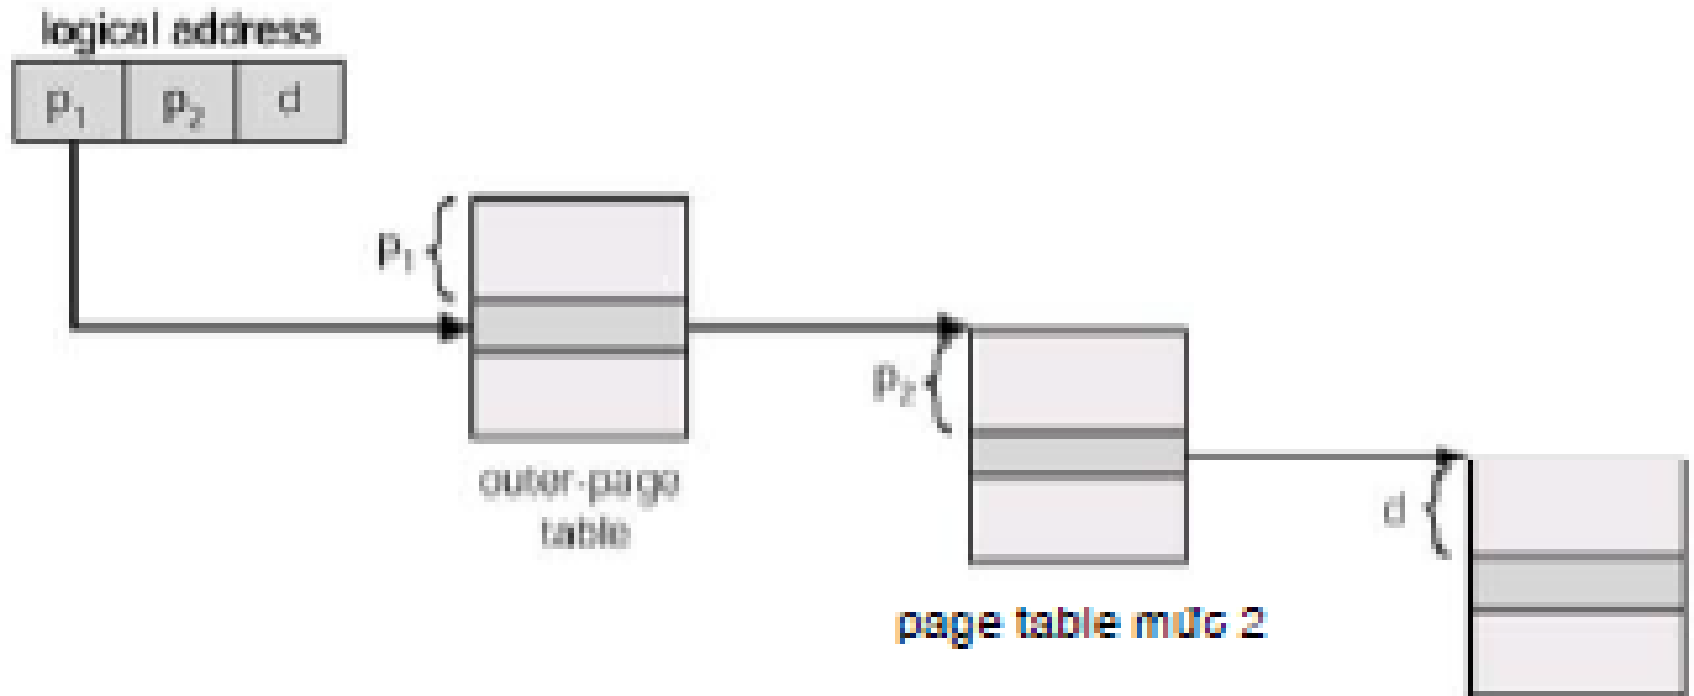 logical address
p₁ p₂ d
p₁
outer-page
table
p₂
page table mức 2
d